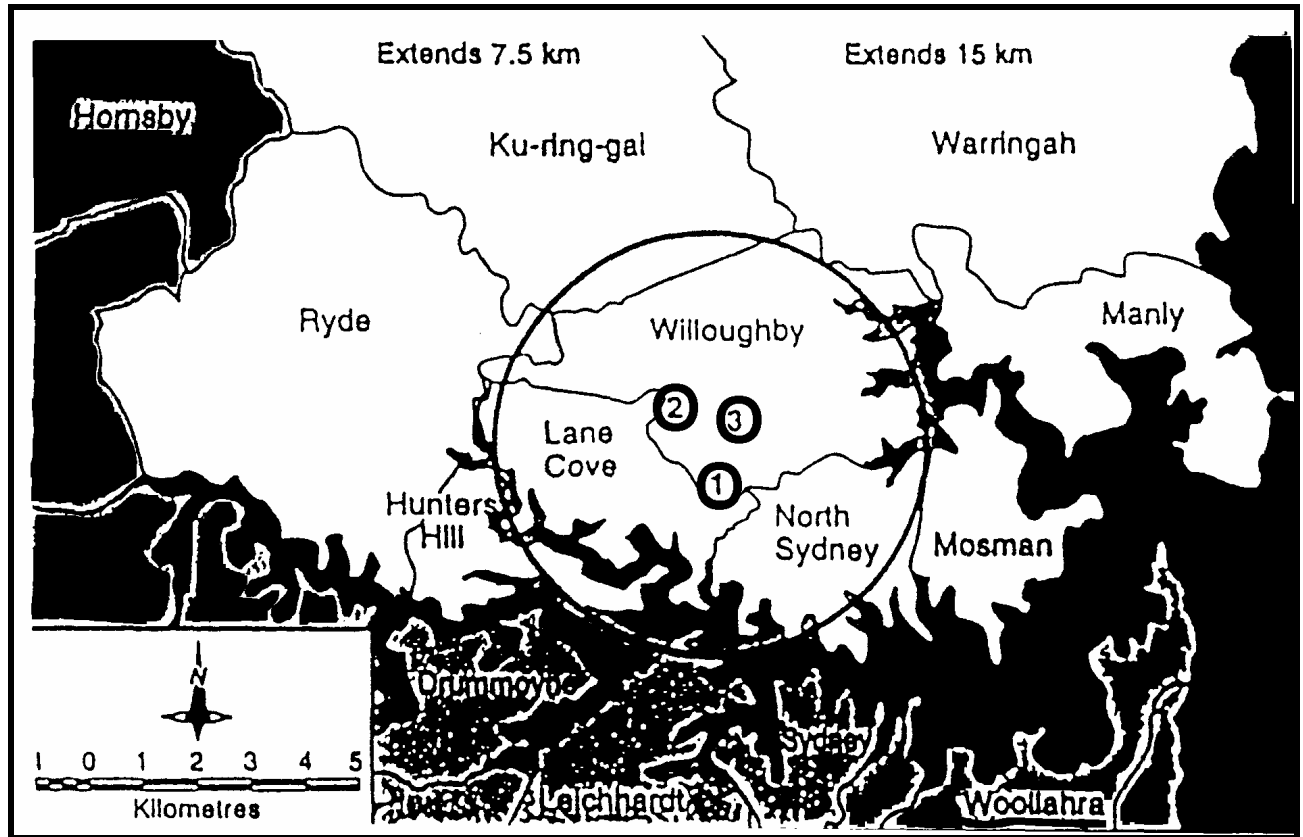 Extends 7.5 km
Extends 15 km
Hornsby
Ku-ring-gai
Warringah
Ryde
Willoughby
Manly
2
3
Lane
Cove
1
Hunters
Hill
North
Sydney
Mosman
N
Drummoyne
Sydney
1 0 1 2 3 4 5
Kilometres
Leichhardt
Woollahra